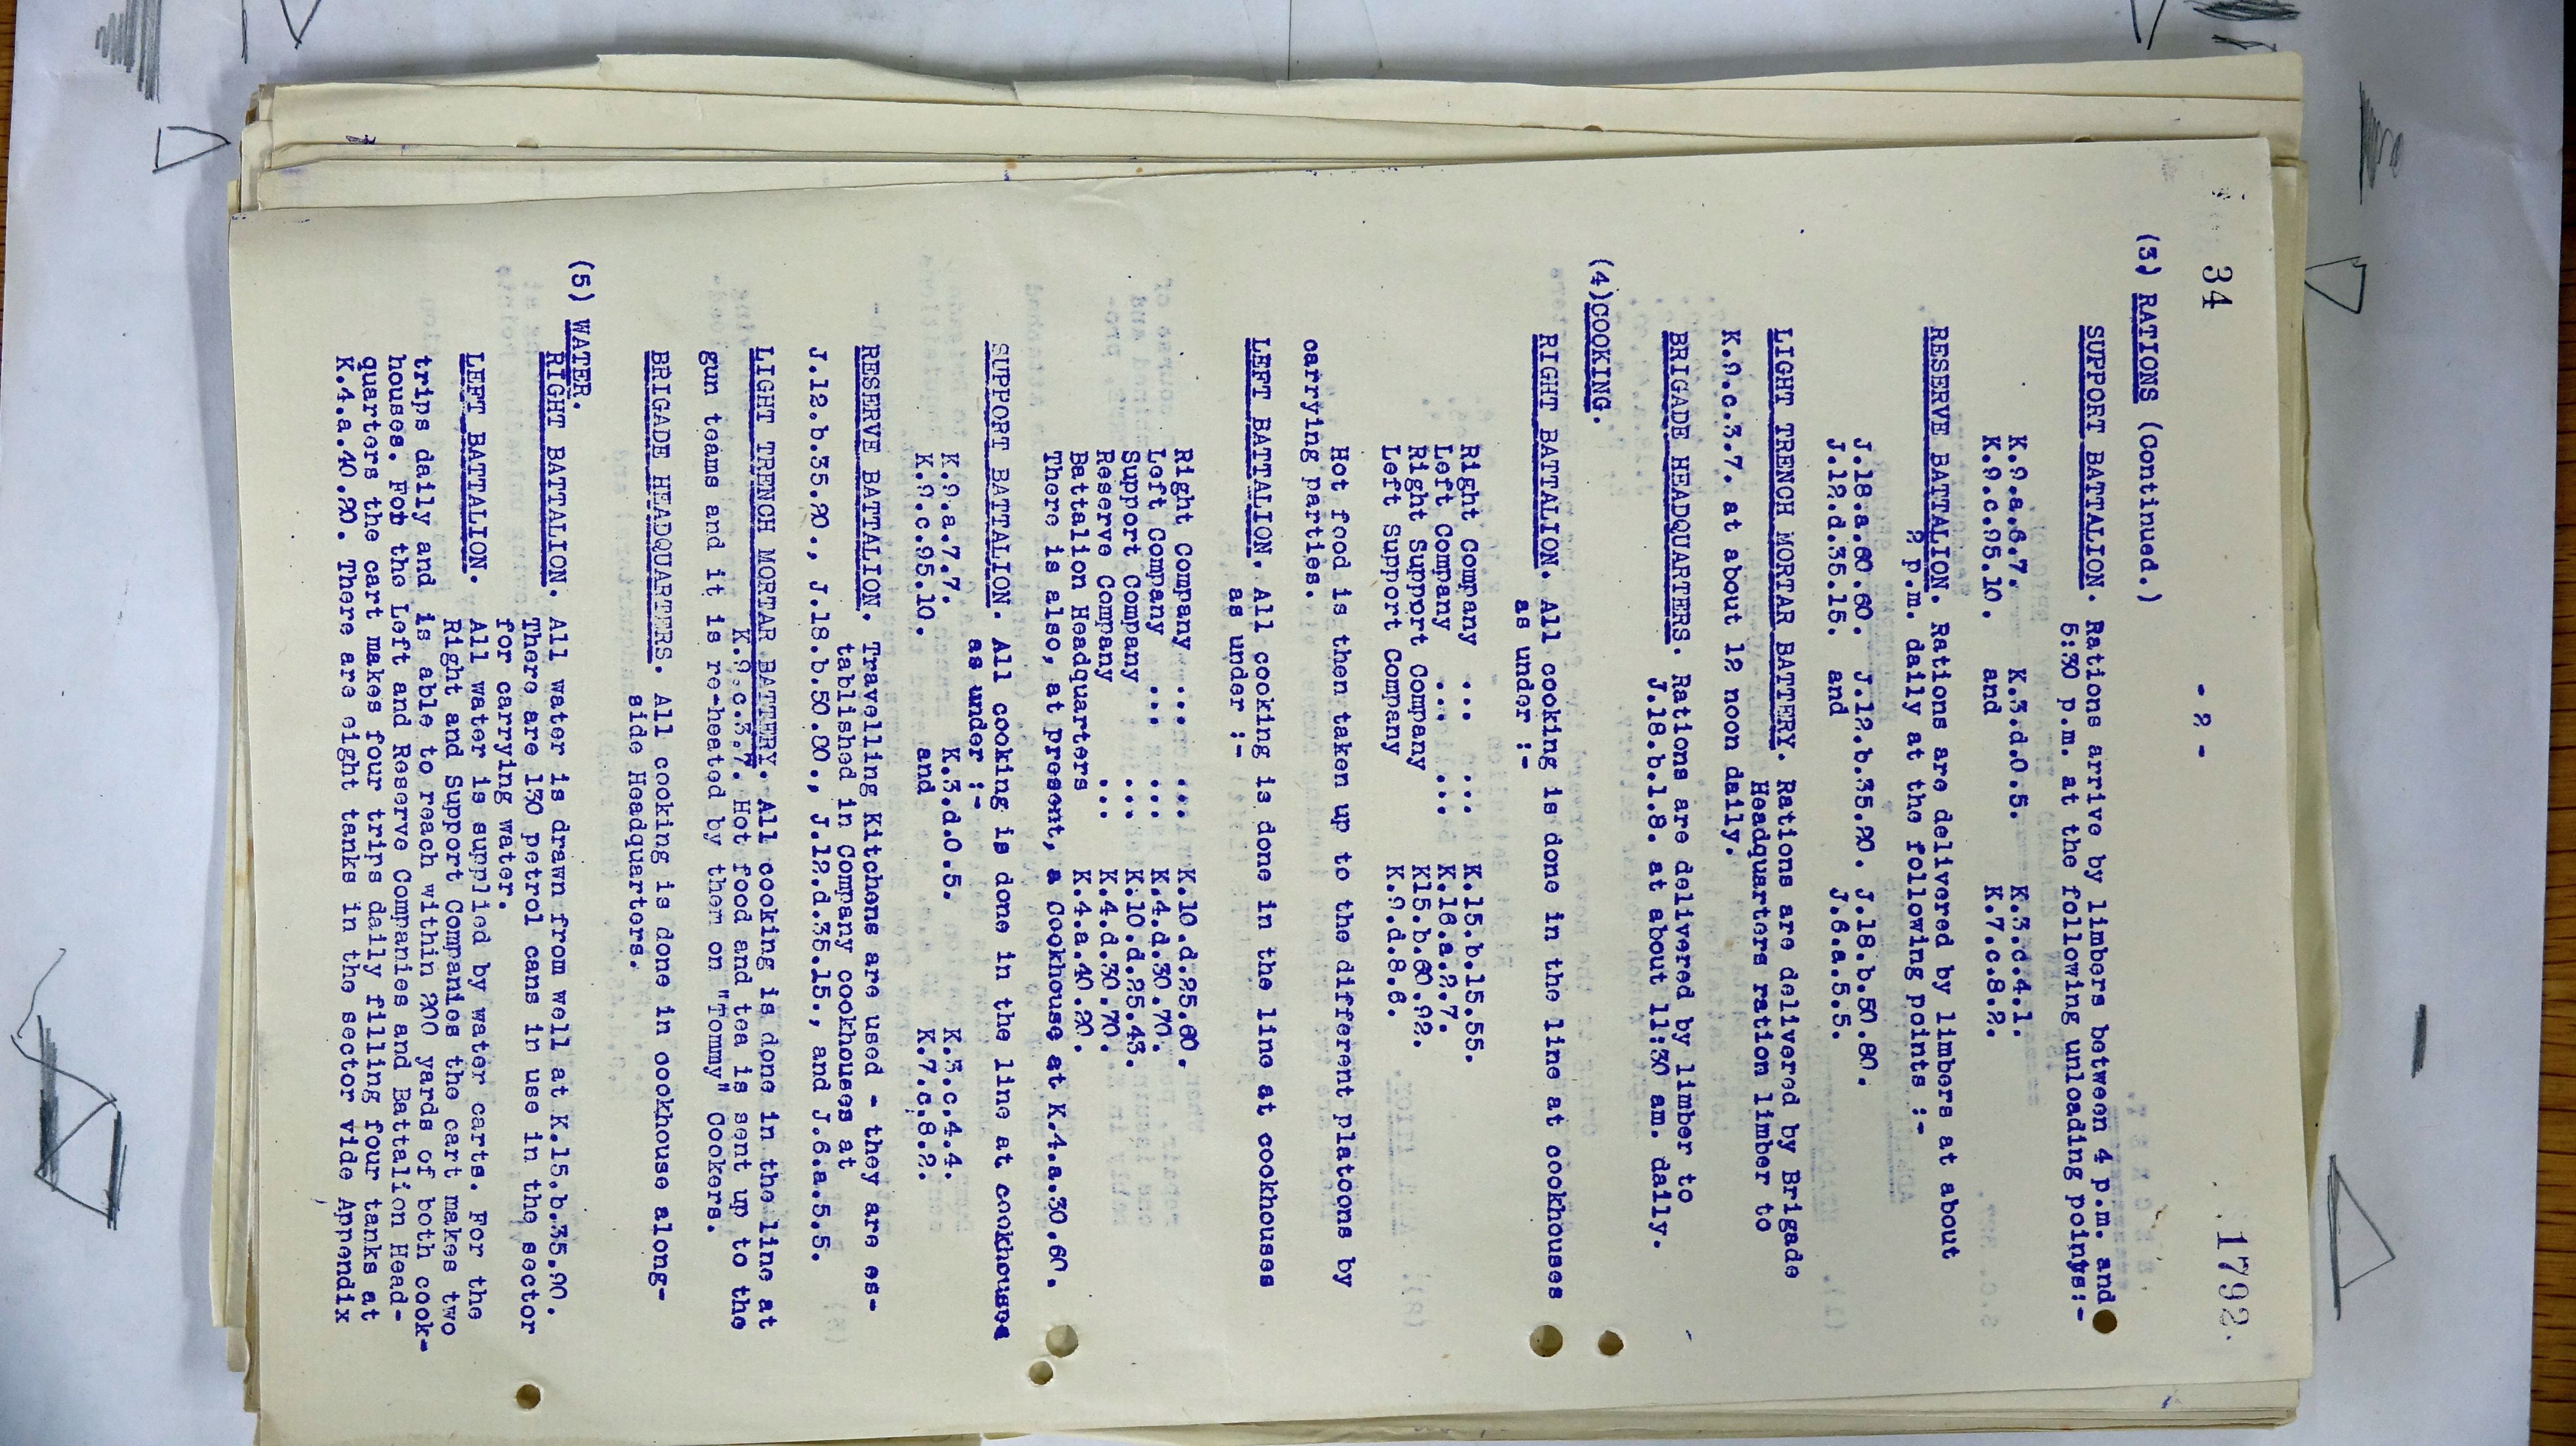 34
1792.
- 2 -
(3) RATIONS (Continued.)
SUPPORT BATTALION. Rations arrive by limbers between 4 p.m. and
5:30 p.m. at the following unloading points:-
K.9.a.6.7. K.3.d.0.5. K.3.c.4.1.
K.9.c.95.10. and K.7.c.8.2.
RESERVE BATTALION. Rations are delivered by limbers at about
2 p.m. daily at the following points :-
J.18.a.60.60. J.12.b.35.20. J.18.b.50.80.
J.12.d.35.15. and J.6.a.5.5.
LIGHT TRENCH MORTAR BATTERY. Rations are delivered by Brigade
Headquarters ration limber to
K.9.c.3.7. at about 12 noon daily.
BRIGADE HEADQUARTERS. Rations are delivered by limber to
J.18.b.1.8. at about 11:30 am. daily.
(4)COOKING.
RIGHT BATTALION. All cooking is done in the line at cookhouses
as under :-
Right Company ... ... K.15.b.15.55.
Left Company ... ... K.16.a.2.7.
Right Support Company K15.b.60.92.
Left Support Company K.9.d.8.6.
Hot food is then taken up to the different platoons by
carrying parties.
LEFT BATTALION. All cooking is done in the line at cookhouses
as under :-
Right Company ... ... K.10.d.25.60.
Left Company ... ... K.4.d.30.70.
Support Company ... K.10.d.25.43.
Reserve Company ... K.4.d.30.70.
Battalion Headquarters K.4.a.40.20.
There is also, at present, a Cookhouse at K.4.a.30.60.
SUPPORT BATTALION. All cooking is done in the line at cookhouse
as under :-
K.9.a.7.7. K.3.d.0.5. K.3.c.4.4.
K.9.c.95.10. and K.7.c.8.2.
RESERVE BATTALION. Travelling Kitchens are used - they are es-
tablished in Company cookhouses at
J.12.b.35.20., J.18.b.50.80., J.12.d.35.15., and J.6.a.5.5.
LIGHT TRENCH MORTAR BATTERY. All cooking is done in the line at
K.9.c.3.7. Hot food and tea is sent up to the
gun teams and it is re-heated by them on "Tommy" Cookers.
BRIGADE HEADQUARTERS. All cooking is done in cookhouse along-
side Headquarters.
(5) WATER.
RIGHT BATTALION. All water is drawn from well at K.15.b.35.90.
There are 130 petrol cans in use in the sector
for carrying water.
LEFT BATTALION. All water is supplied by water carts. For the
Right and Support Companies the cart makes two
trips daily and is able to reach within 200 yards of both cook-
houses. For the Left and Reserve Companies and Battalion Head-
quarters the cart makes four trips daily filling four tanks at
K.4.a.40.20. There are eight tanks in the sector vide Appendix